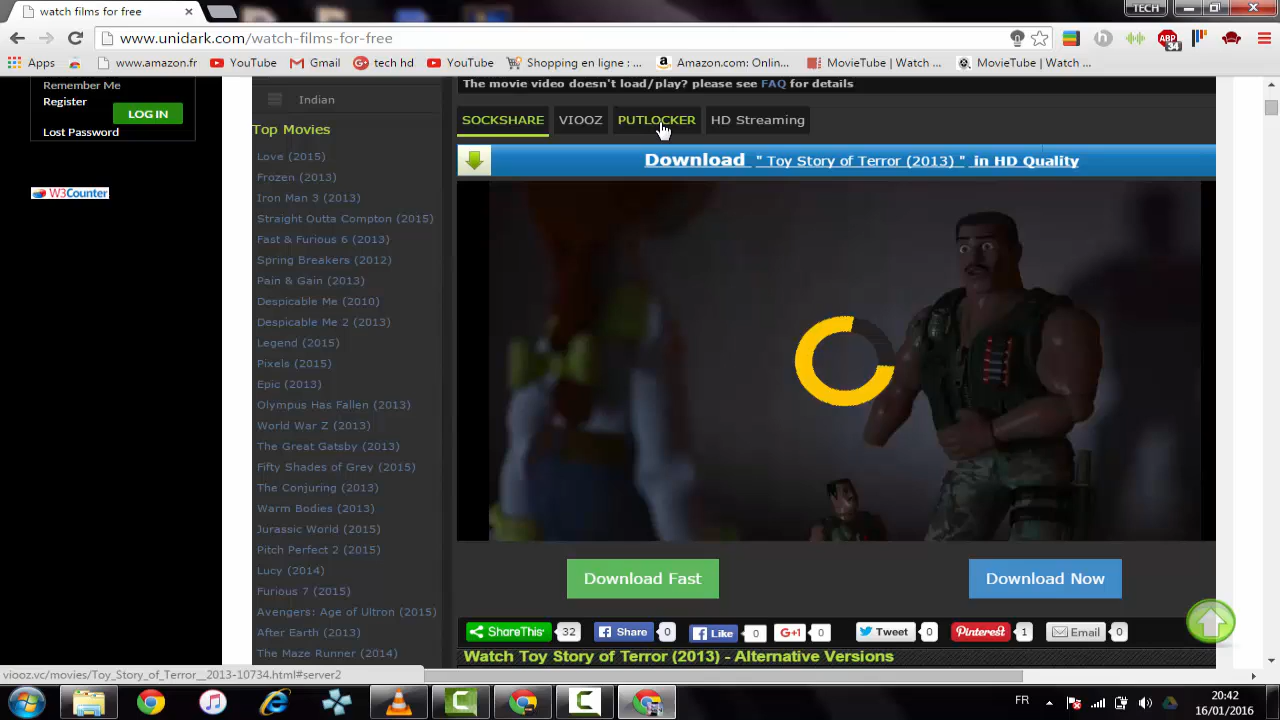 watch films for free
TECH
www.unidark.com/watch-films-for-free
ABP
34
Apps
www.amazon.fr
YouTube
Gmail
tech hd
YouTube
Shopping en ligne : ...
Amazon.com: Onlin...
MovieTube | Watch ...
MovieTube | Watch ...
Remember Me
Register
LOG IN
Lost Password
W3Counter
Indian
Top Movies
Love (2015)
Frozen (2013)
Iron Man 3 (2013)
Straight Outta Compton (2015)
Fast & Furious 6 (2013)
Spring Breakers (2012)
Pain & Gain (2013)
Despicable Me (2010)
Despicable Me 2 (2013)
Legend (2015)
Pixels (2015)
Epic (2013)
Olympus Has Fallen (2013)
World War Z (2013)
The Great Gatsby (2013)
Fifty Shades of Grey (2015)
The Conjuring (2013)
Warm Bodies (2013)
Jurassic World (2015)
Pitch Perfect 2 (2015)
Lucy (2014)
Furious 7 (2015)
Avengers: Age of Ultron (2015)
After Earth (2013)
The Maze Runner (2014)
The movie video doesn't load/play? please see FAQ for details
SOCKSHARE
VIOOZ
PUTLOCKER
HD Streaming
Download " Toy Story of Terror (2013) " in HD Quality
Download Fast
Download Now
ShareThis 32
Share 0
Like 0
g+1 0
Tweet 0
Pinterest 1
Email 0
Watch Toy Story of Terror (2013) - Alternative Versions
viooz.vc/movies/Toy_Story_of_Terror__2013-10734.html#server2
FR
20:42
16/01/2016